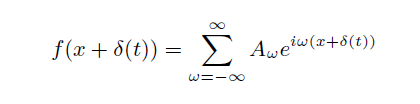 f(x + δ(t)) = ∑_{ω=−∞}^{∞} A_ω e^{iω(x+δ(t))}